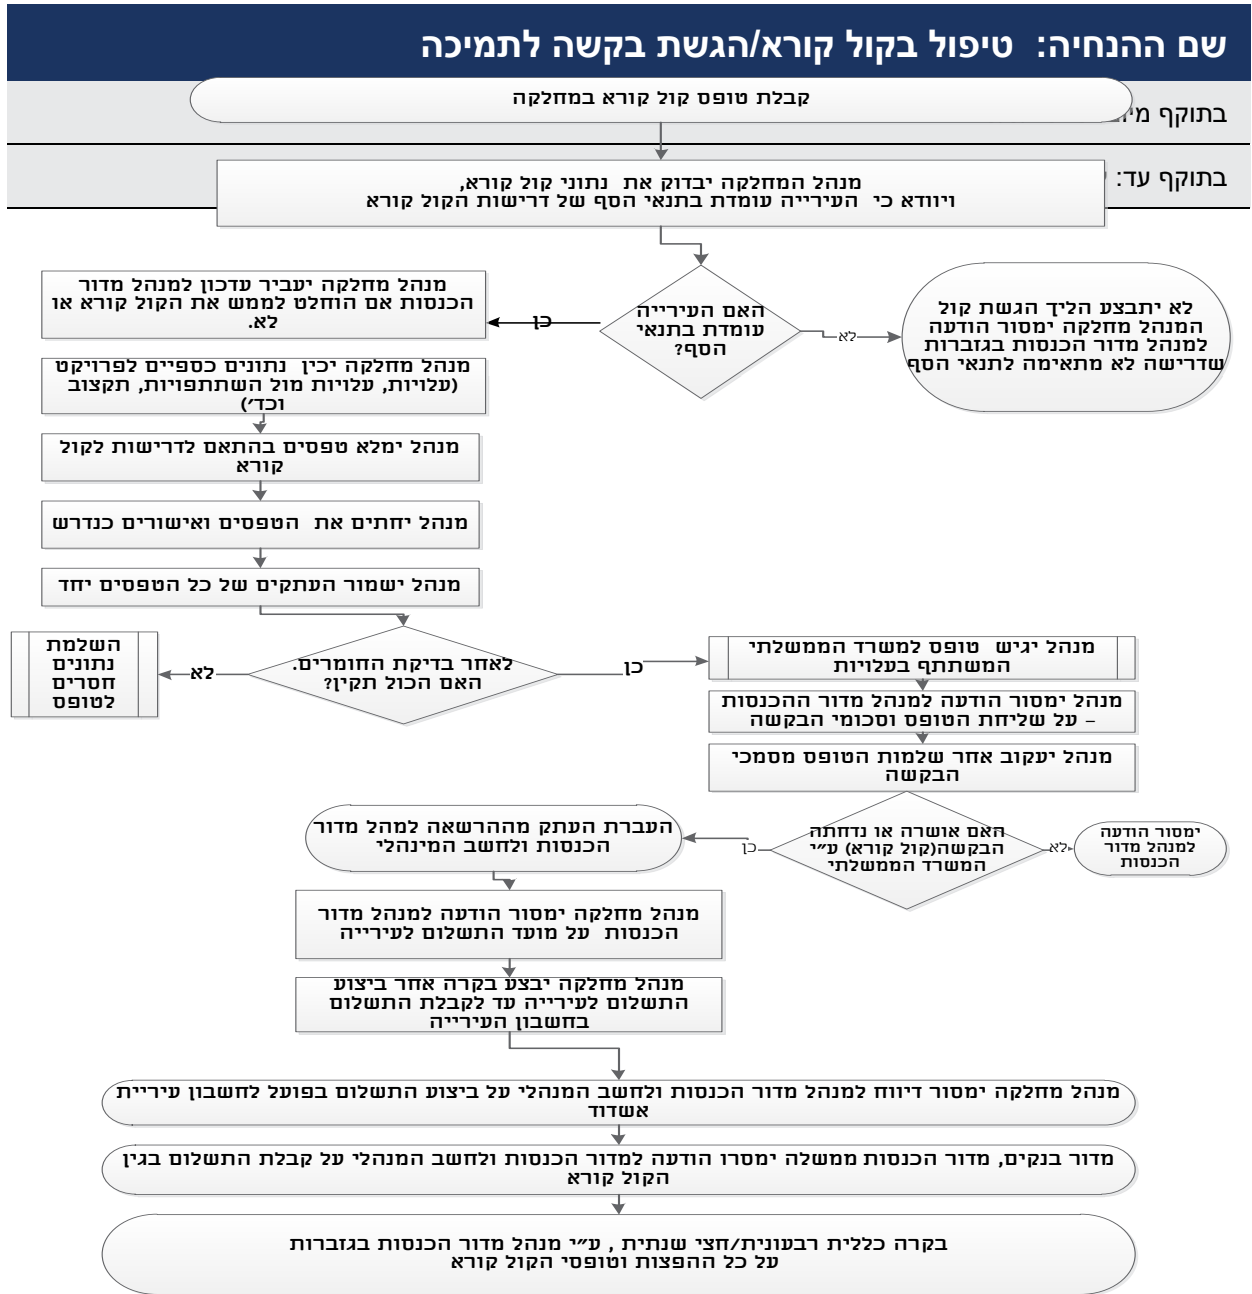 שם ההנחיה: טיפול בקול קורא/הגשת בקשה לתמיכה
קבלת טופס קול קורא במחלקה
בתוקף
בתוקף עד:
מנהל המחלקה יבדוק את נתוני קול קורא,
ויוודא כי העירייה עומדת בתנאי הסף של דרישות הקול קורא
האם העירייה
עומדת בתנאי
הסף?
לא
לא יתבצע הליך הגשת קול
המנהל מחלקה ימסור הודעה
למנהל מדור הכנסות בגזברות
שדרישה לא מתאימה לתנאי הסף
כן
מנהל מחלקה יעביר עדכון למנהל מדור
הכנסות אם הוחלט לממש את הקול קורא או
לא.
מנהל מחלקה יכין נתונים כספיים לפרויקט
(עלויות, עלויות מול השתתפויות, תקצוב
וכד׳)
מנהל ימלא טפסים בהתאם לדרישות לקול
קורא
מנהל יחתים את הטפסים ואישורים כנדרש
מנהל ישמור העתקים של כל הטפסים יחד
לאחר בדיקת החומרים.
האם הכול תקין?
לא
השלמת
נתונים
חסרים
לטופס
כן
מנהל יגיש טופס למשרד הממשלתי
המשתתף בעלויות
מנהל ימסור הודעה למנהל מדור ההכנסות
– על שליחת הטופס וסכומי הבקשה
מנהל יעקוב אחר שלמות הטופס מסמכי
הבקשה
האם אושרה או נדחתה
הבקשה(קול קורא) ע״י
המשרד הממשלתי
לא
ימסור הודעה
למנהל מדור
הכנסות
כן
העברת העתק מההרשאה למהל מדור
הכנסות ולחשב המינהלי
מנהל מחלקה ימסור הודעה למנהל מדור
הכנסות על מועד התשלום לעירייה
מנהל מחלקה יבצע בקרה אחר ביצוע
התשלום לעירייה עד לקבלת התשלום
בחשבון העירייה
מנהל מחלקה ימסור דיווח למנהל מדור הכנסות ולחשב המנהלי על ביצוע התשלום בפועל לחשבון עיריית
אשדוד
מדור בנקים, מדור הכנסות ממשלה ימסרו הודעה למדור הכנסות ולחשב המנהלי על קבלת התשלום בגין
הקול קורא
בקרה כללית רבעונית/חצי שנתית , ע״י מנהל מדור הכנסות בגזברות
על כל ההפצות וטופסי הקול קורא